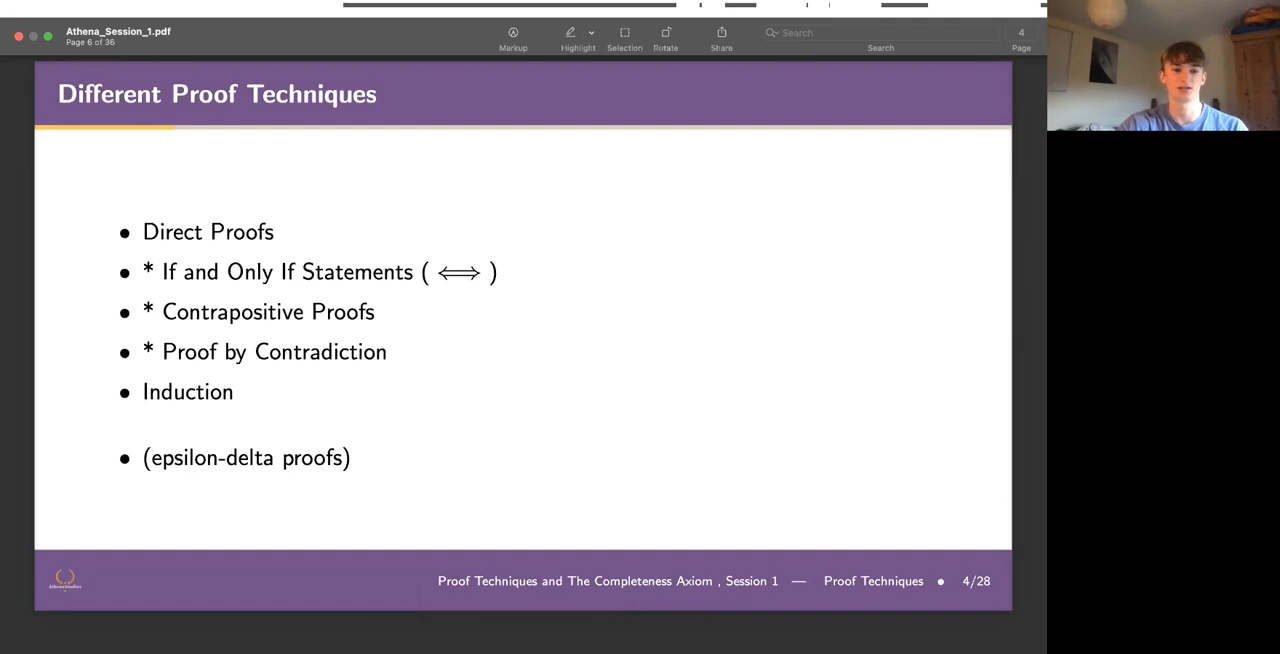 Athena_Session_1.pdf
Page 6 of 36
Markup
Highlight
Selection
Rotate
Share
Search
Search
4
Page
Different Proof Techniques
• Direct Proofs
• * If and Only If Statements ( ⟺ )
• * Contrapositive Proofs
• * Proof by Contradiction
• Induction
• (epsilon-delta proofs)
AthenaStudies
Proof Techniques and The Completeness Axiom , Session 1 — Proof Techniques • 4/28